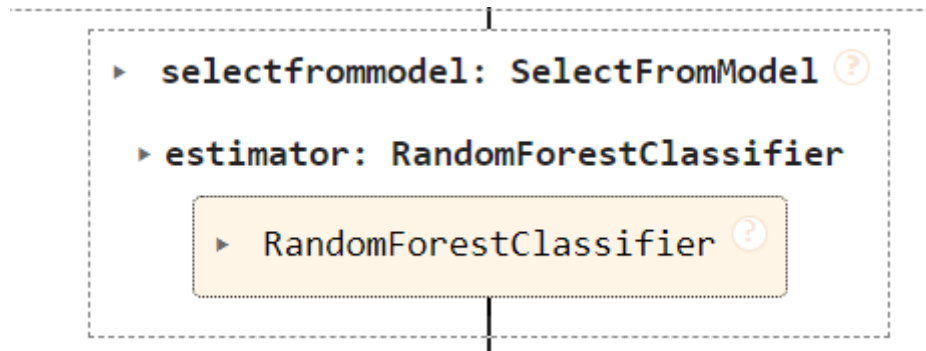 ▸ selectfrommodel: SelectFromModel ?
▸ estimator: RandomForestClassifier
▸ RandomForestClassifier ?